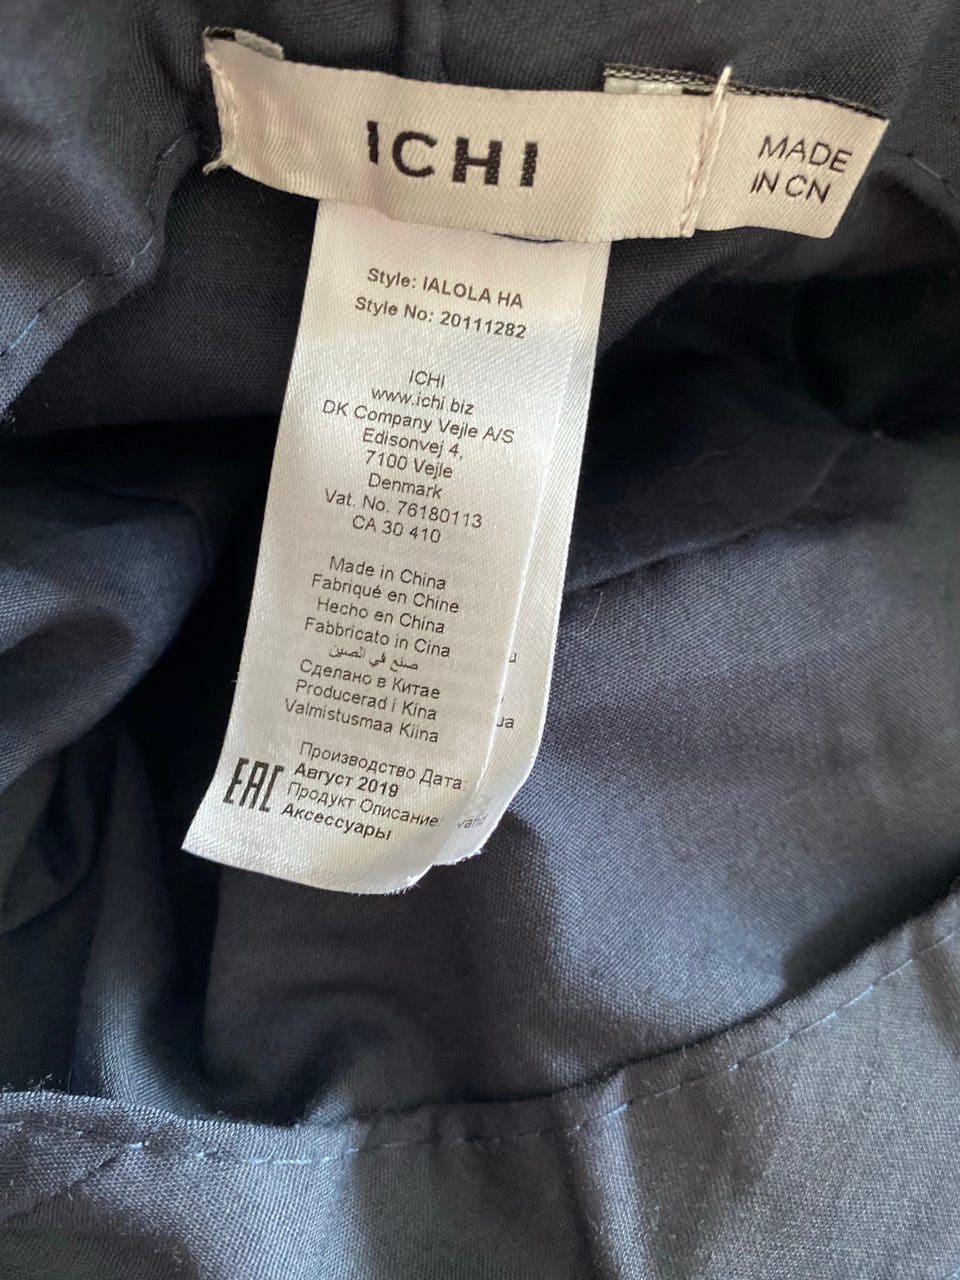 ICHI
MADE
IN CN
Style: IALOLA HA
Style No: 20111282
ICHI
www.ichi.biz
DK Company Vejle A/S
Edisonvej 4,
7100 Vejle
Denmark
Vat. No. 76180113
CA 30 410
Made in China
Fabriqué en Chine
Hecho en China
Fabbricato in Cina
صنع في الصين
Сделано в Китае
Producerad i Kina
Valmistusmaa Kiina
EAC
Производство Дата:
Август 2019
Продукт Описание:
Аксессуары